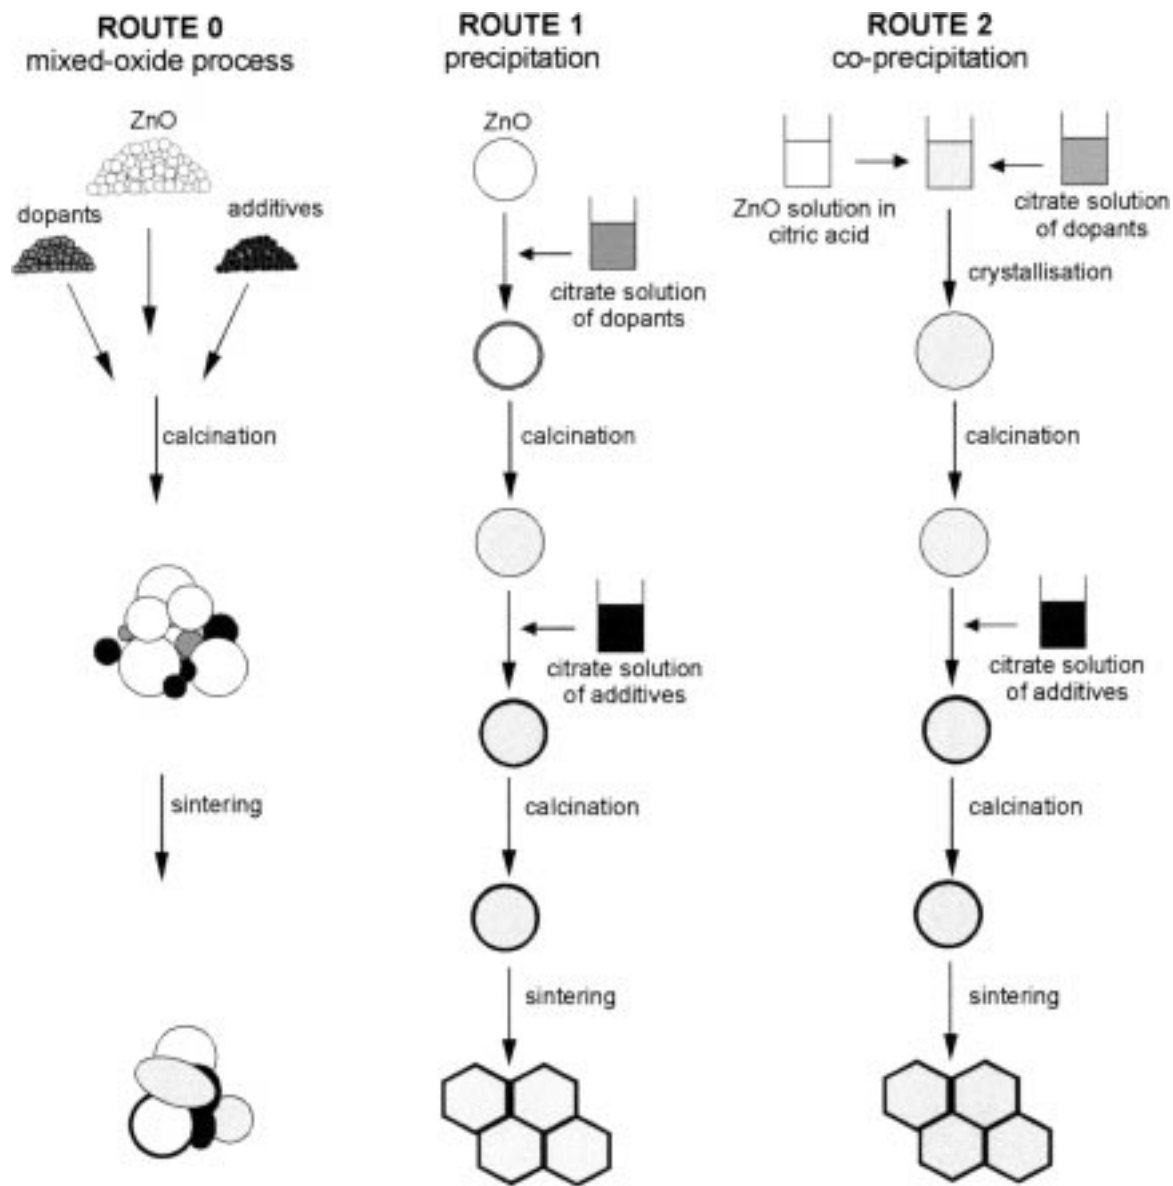 ROUTE 0
mixed-oxide process
ZnO
dopants
additives
calcination
sintering
ROUTE 1
precipitation
ZnO
citrate solution
of dopants
calcination
citrate solution
of additives
calcination
sintering
ROUTE 2
co-precipitation
ZnO solution in
citric acid
citrate solution
of dopants
crystallisation
calcination
citrate solution
of additives
calcination
sintering